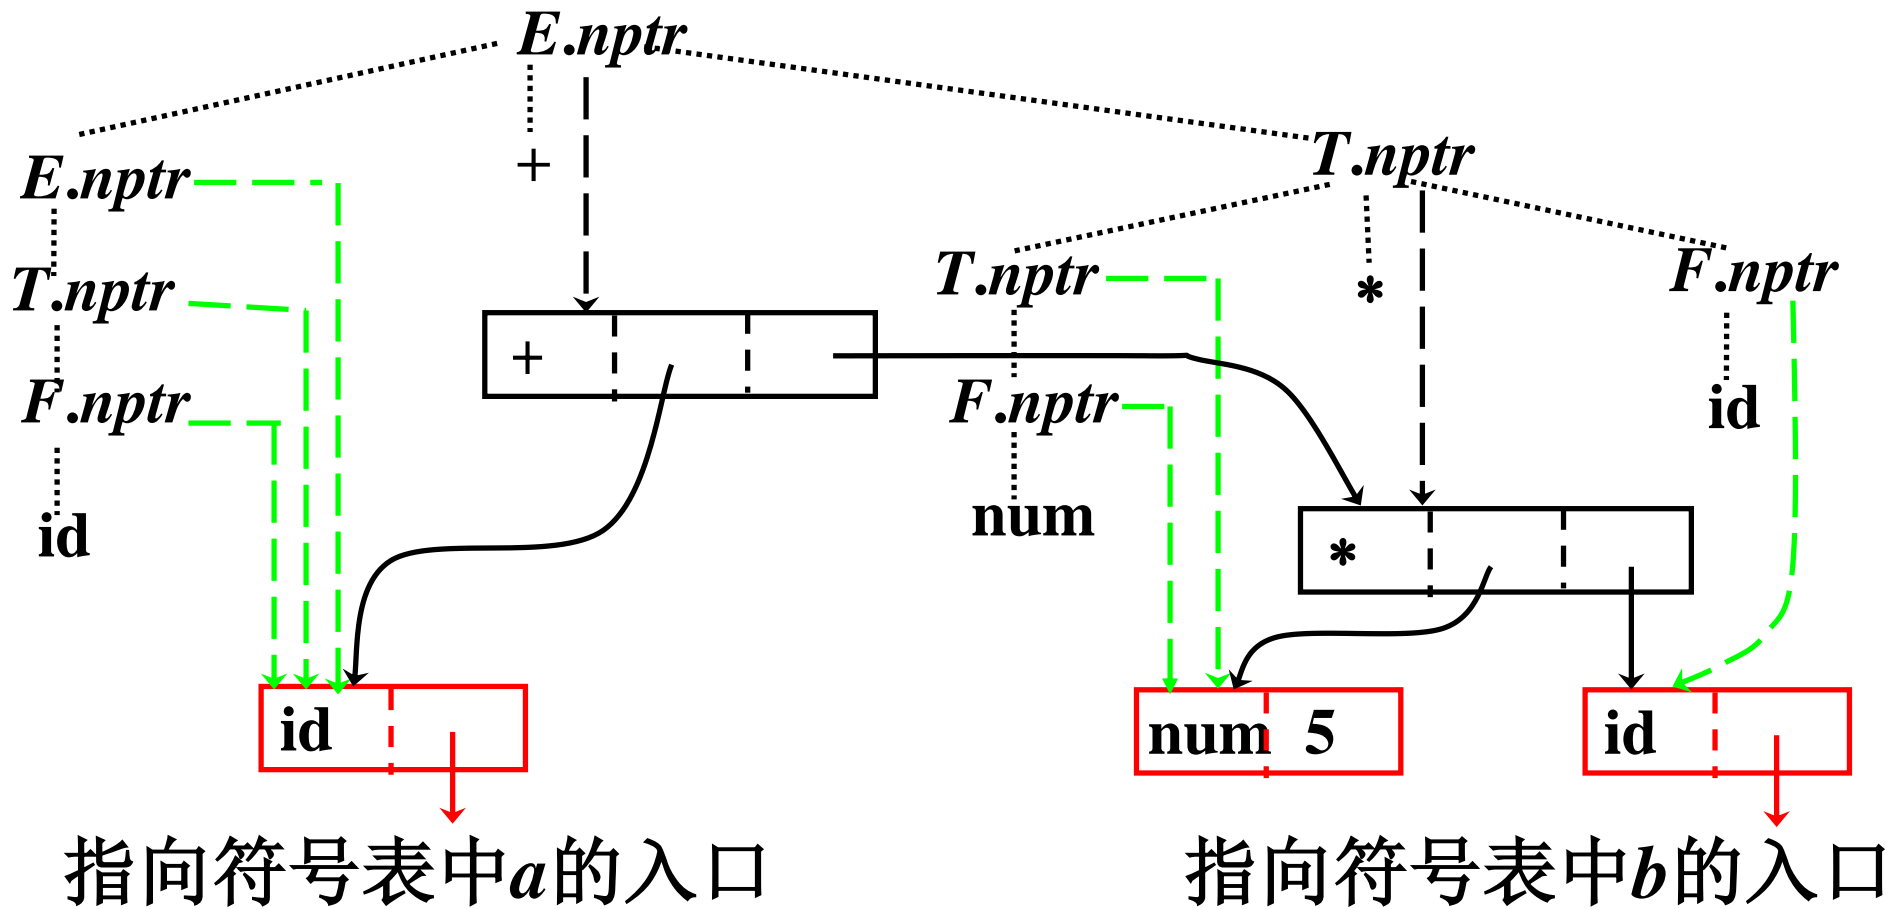 E.nptr
+
T.nptr
E.nptr
T.nptr
*
F.nptr
T.nptr
+
F.nptr
F.nptr
id
num
id
*
id
num 5
id
指向符号表中a的入口
指向符号表中b的入口